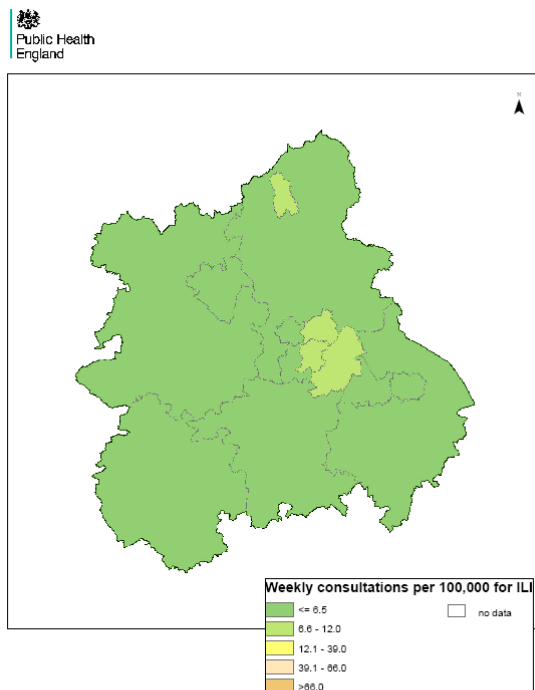 Public Health
England
N
Weekly consultations per 100,000 for ILI
<= 6.5
no data
6.6 - 12.0
12.1 - 39.0
39.1 - 66.0
>66.0